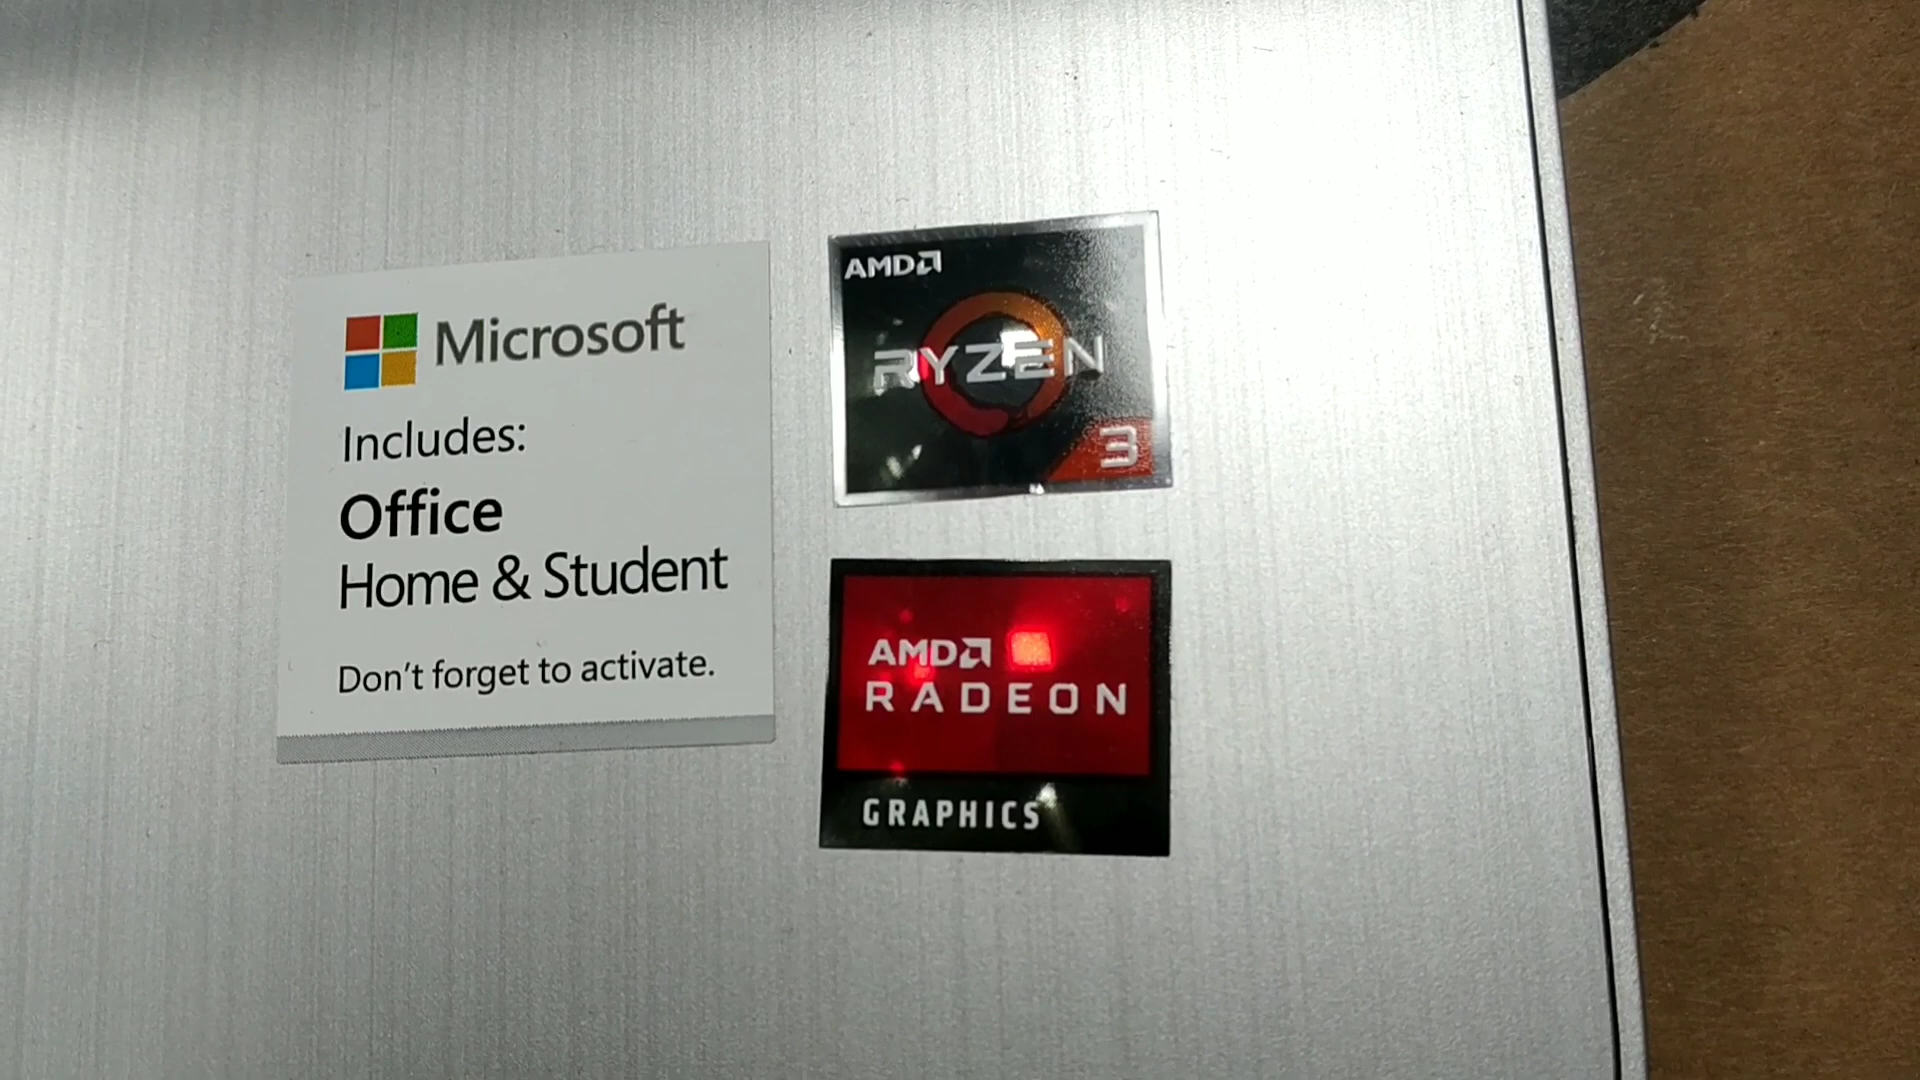 Microsoft
Includes:
Office
Home & Student
Don't forget to activate.
AMD
RYZEN
3
AMD
RADEON
GRAPHICS